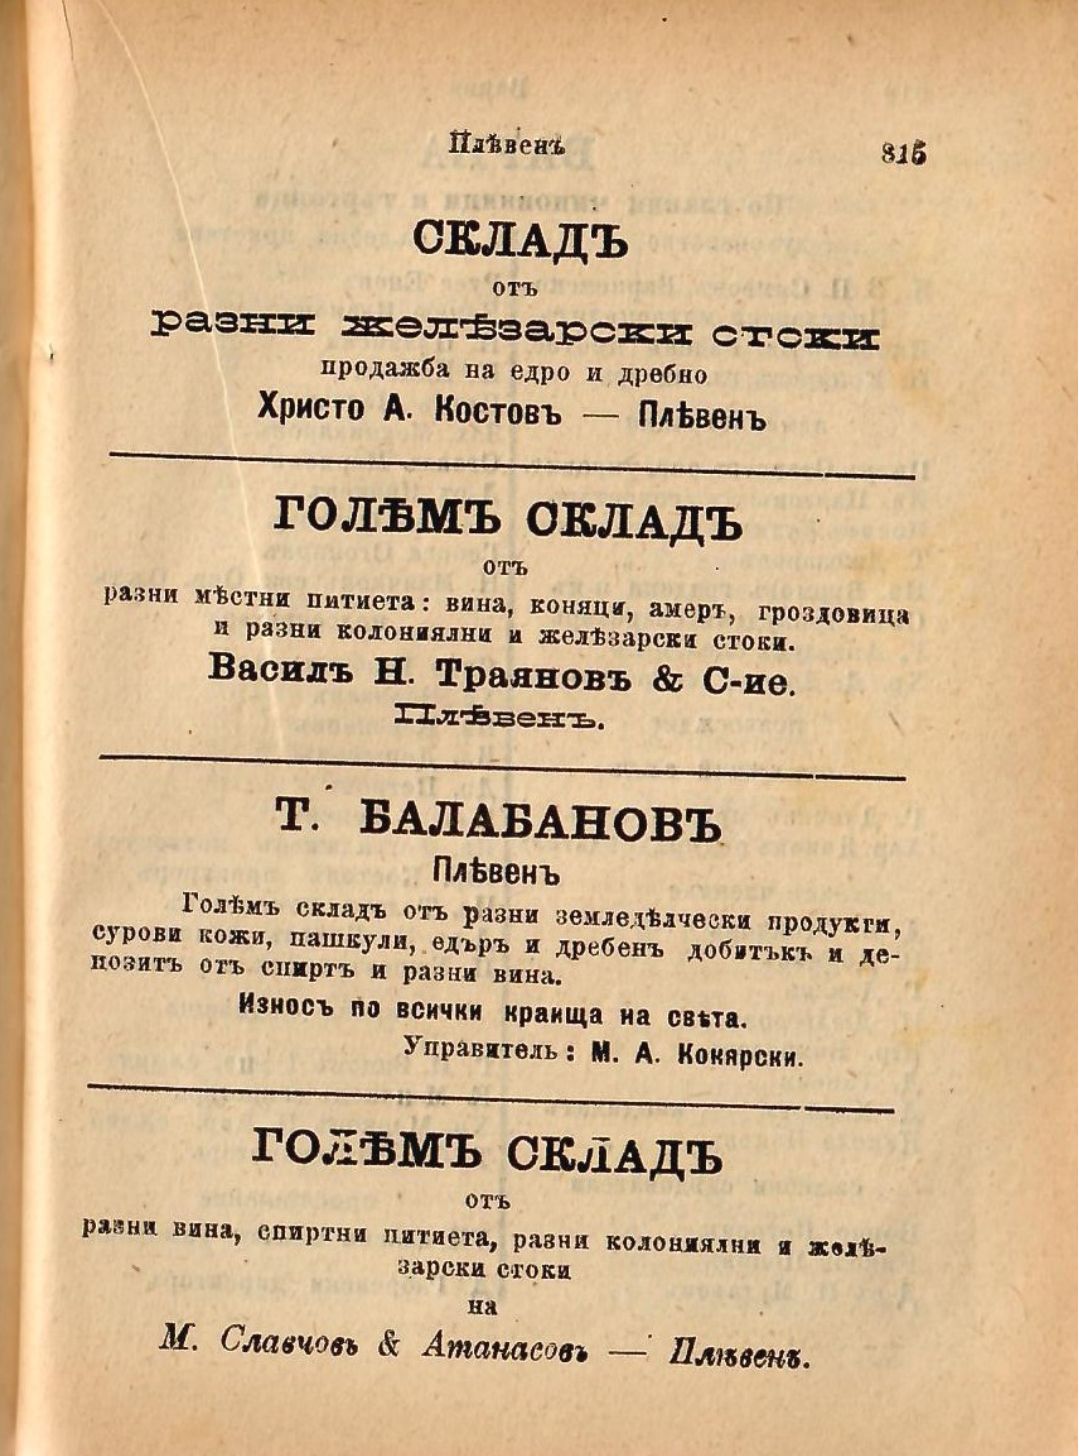 Плѣвенъ
315
СКЛАДЪ
отъ
разни желѣзарски стоки
продажба на едро и дребно
Христо А. Костовъ — Плѣвенъ
ГОЛѢМЪ СКЛАДЪ
отъ
разни мѣстни питиета: вина, коняци, амеръ, гроздовица
и разни колониялни и желѣзарски стоки.
Василъ Н. Траяновъ & С-ие.
Плѣвенъ.
Т. БАЛАБАНОВЪ
Плѣвенъ
Голѣмъ складъ отъ разни земледѣлчески продукти,
сурови кожи, пашкули, едъръ и дребенъ добитъкъ и де-
позитъ отъ спиртъ и разни вина.
Износъ по всички краища на свѣта.
Управитель: М. А. Кокярски.
ГОЛѢМЪ СКЛАДЪ
отъ
разни вина, спиртни питиета, разни колониялни и желѣ-
зарски стоки
на
М. Славчовъ & Атанасовъ — Плѣвенъ.